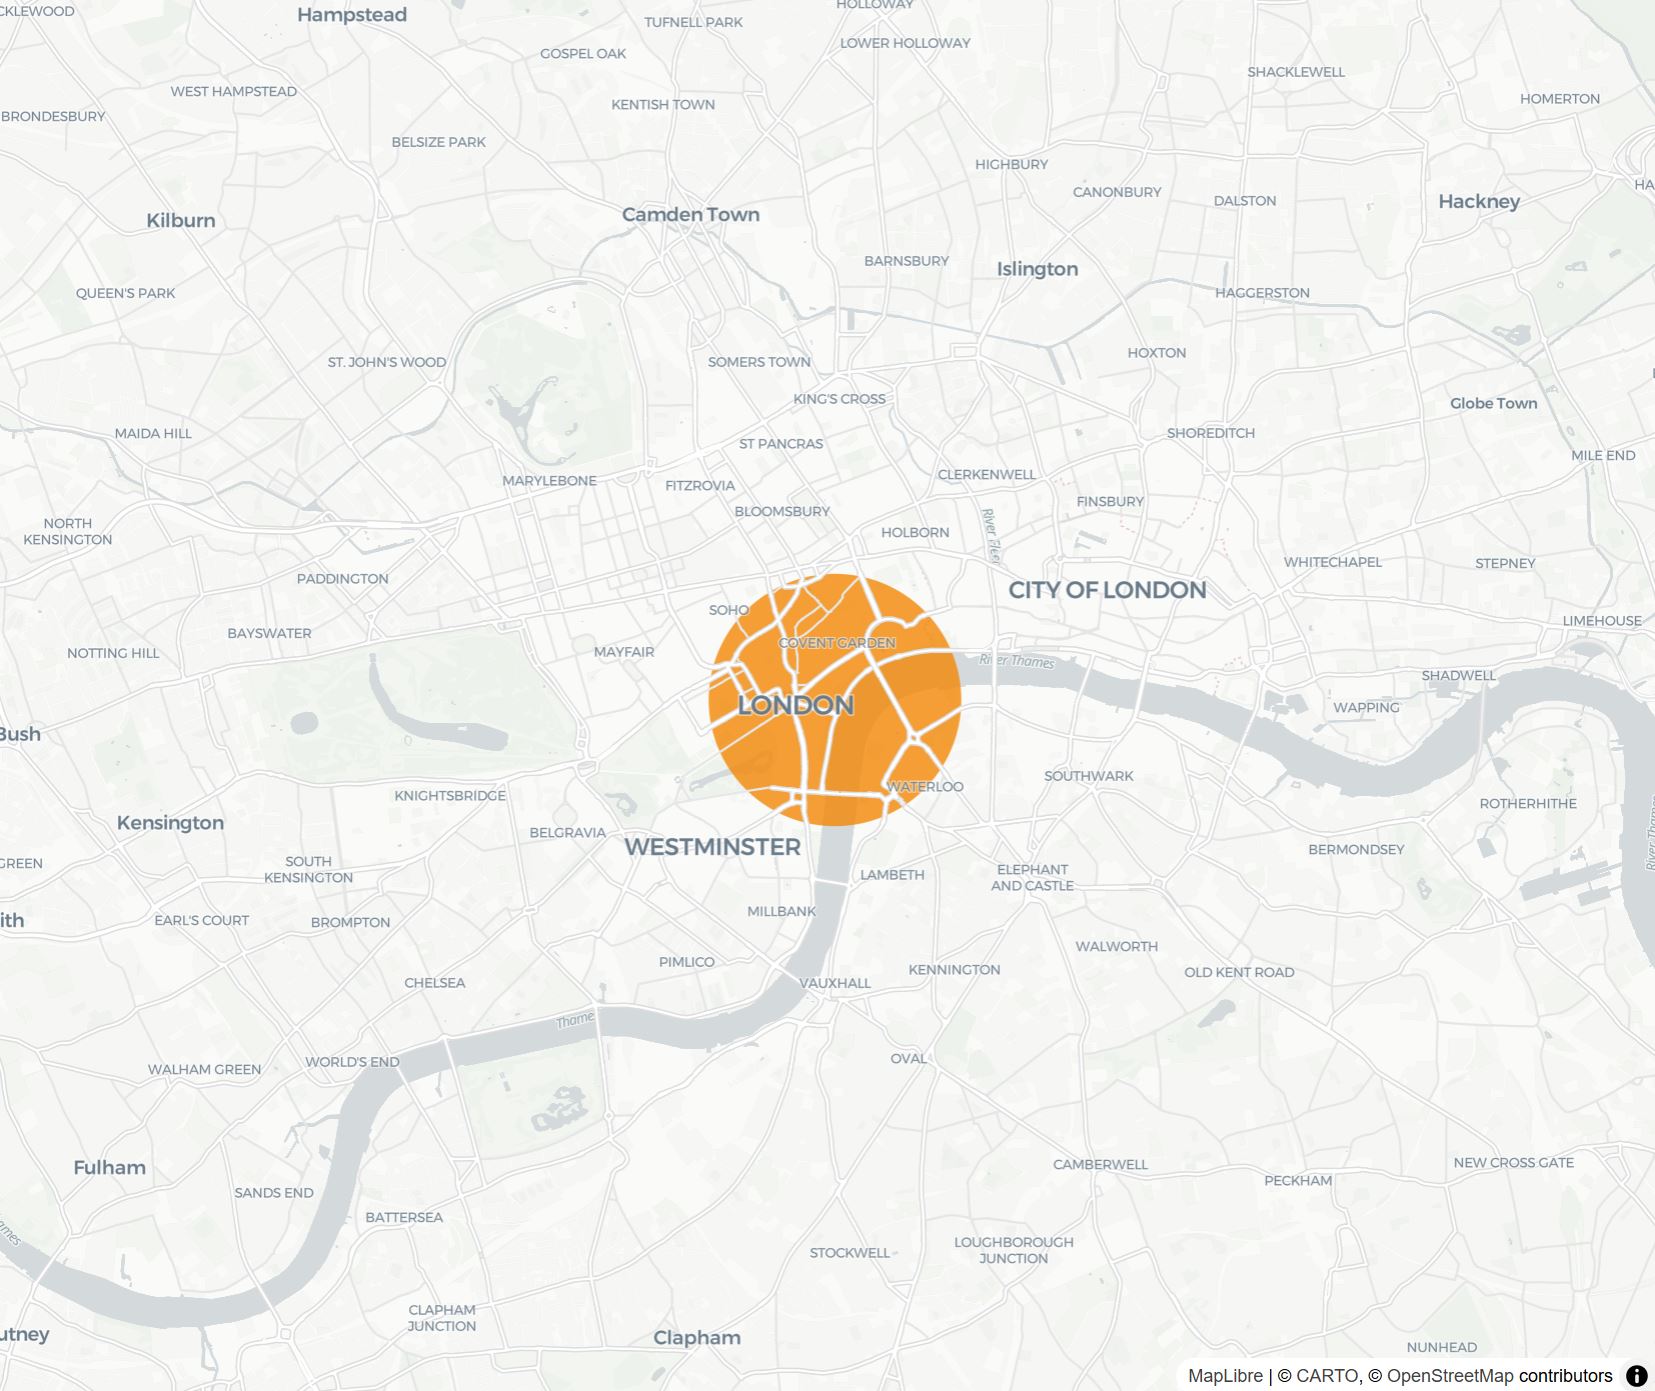 Hampstead
TUFNELL PARK
HOLLOWAY
LOWER HOLLOWAY
GOSPEL OAK
SHACKLEWELL
WEST HAMPSTEAD
HOMERTON
KENTISH TOWN
BRONDESBURY
BELSIZE PARK
HIGHBURY
CANONBURY
DALSTON
Hackney
Kilburn
Camden Town
BARNSBURY
Islington
QUEEN'S PARK
HAGGERSTON
ST. JOHN'S WOOD
SOMERS TOWN
HOXTON
KING'S CROSS
Globe Town
MAIDA HILL
SHOREDITCH
ST PANCRAS
MILE END
MARYLEBONE
FITZROVIA
CLERKENWELL
FINSBURY
BLOOMSBURY
NORTH
KENSINGTON
HOLBORN
River Fleet
WHITECHAPEL
STEPNEY
PADDINGTON
CITY OF LONDON
SOHO
LIMEHOUSE
BAYSWATER
COVENT GARDEN
NOTTING HILL
MAYFAIR
River Thames
SHADWELL
LONDON
WAPPING
Bush
SOUTHWARK
WATERLOO
KNIGHTSBRIDGE
ROTHERHITHE
Kensington
BELGRAVIA
WESTMINSTER
BERMONDSEY
River Thames
GREEN
SOUTH
KENSINGTON
LAMBETH
ELEPHANT
AND CASTLE
ith
EARL'S COURT
BROMPTON
MILLBANK
WALWORTH
PIMLICO
KENNINGTON
OLD KENT ROAD
CHELSEA
VAUXHALL
Thame
WORLD'S END
OVAL
WALHAM GREEN
Fulham
CAMBERWELL
NEW CROSS GATE
PECKHAM
SANDS END
BATTERSEA
ames
STOCKWELL
LOUGHBOROUGH
JUNCTION
CLAPHAM
JUNCTION
utney
Clapham
NUNHEAD
MapLibre | © CARTO, © OpenStreetMap contributors